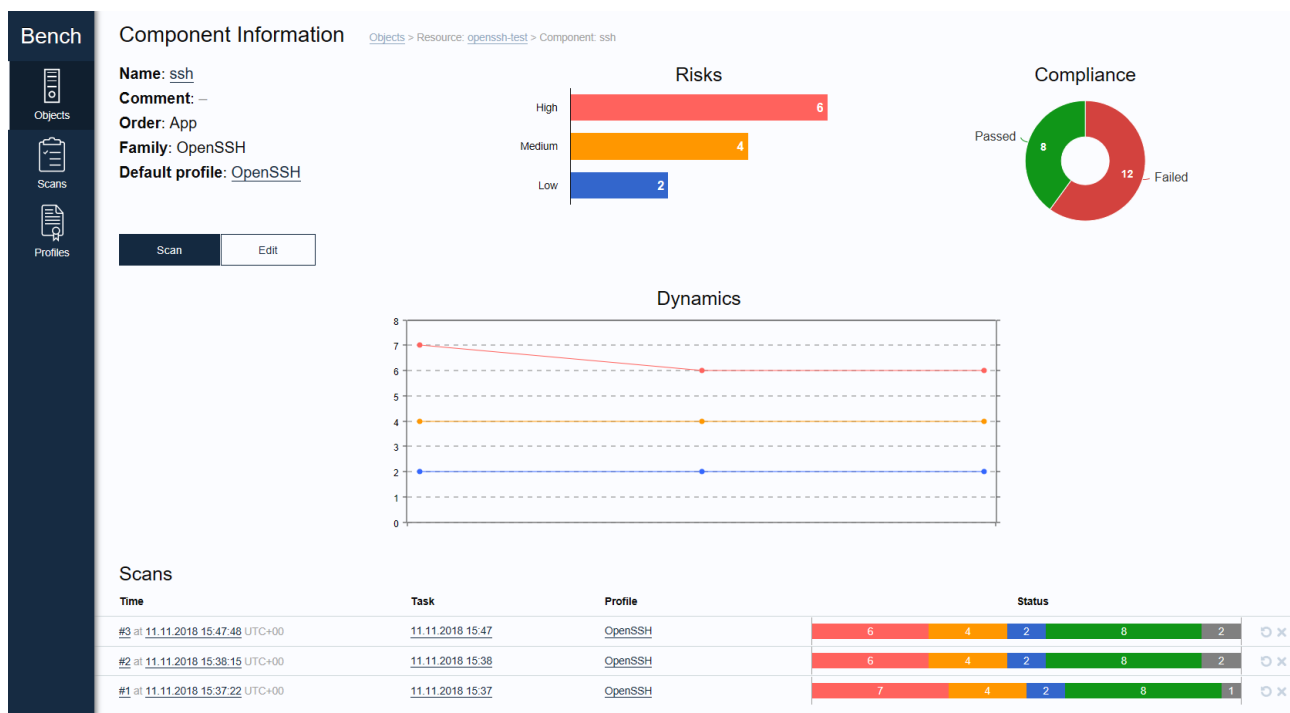 Bench
Objects
Scans
Profiles
Component Information
Objects > Resource: openssh-test > Component: ssh
Name: ssh
Comment: –
Order: App
Family: OpenSSH
Default profile: OpenSSH
Scan
Edit
Risks
High 6
Medium 4
Low 2
Compliance
Passed 8
12 Failed
Dynamics
8
7
6
5
4
3
2
1
0
Scans
Time Task Profile Status
#3 at 11.11.2018 15:47:48 UTC+00 11.11.2018 15:47 OpenSSH 6 4 2 8 2
#2 at 11.11.2018 15:38:15 UTC+00 11.11.2018 15:38 OpenSSH 6 4 2 8 2
#1 at 11.11.2018 15:37:22 UTC+00 11.11.2018 15:37 OpenSSH 7 4 2 8 1